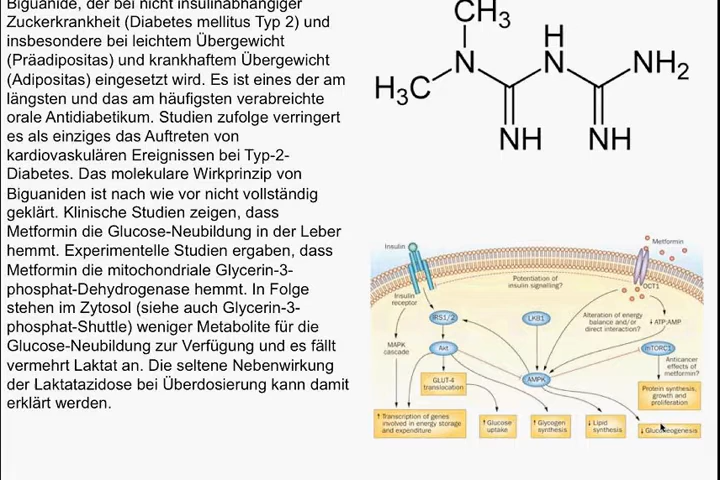 Biguanide, der bei nicht insulinabhängiger
Zuckerkrankheit (Diabetes mellitus Typ 2) und
insbesondere bei leichtem Übergewicht
(Präadipositas) und krankhaftem Übergewicht
(Adipositas) eingesetzt wird. Es ist eines der am
längsten und das am häufigsten verabreichte
orale Antidiabetikum. Studien zufolge verringert
es als einziges das Auftreten von
kardiovaskulären Ereignissen bei Typ-2-
Diabetes. Das molekulare Wirkprinzip von
Biguaniden ist nach wie vor nicht vollständig
geklärt. Klinische Studien zeigen, dass
Metformin die Glucose-Neubildung in der Leber
hemmt. Experimentelle Studien ergaben, dass
Metformin die mitochondriale Glycerin-3-
phosphat-Dehydrogenase hemmt. In Folge
stehen im Zytosol (siehe auch Glycerin-3-
phosphat-Shuttle) weniger Metabolite für die
Glucose-Neubildung zur Verfügung und es fällt
vermehrt Laktat an. Die seltene Nebenwirkung
der Laktatazidose bei Überdosierung kann damit
erklärt werden.
CH3
H
N
N
NH2
H3C
NH
NH
Insulin
Metformin
Potentiation of
insulin signalling?
OCT1
Insulin
receptor
IRS1/2
LKB1
Alteration of energy
balance and/or
direct interaction?
↓ ATP:AMP
MAPK
cascade
Akt
mTORC1
Anticancer
effects of
metformin?
GLUT-4
translocation
AMPK
Protein synthesis,
growth and
proliferation
↑ Transcription of genes
involved in energy storage
and expenditure
↑ Glucose
uptake
↑ Glycogen
synthesis
↓ Lipid
synthesis
↓ Gluconeogenesis